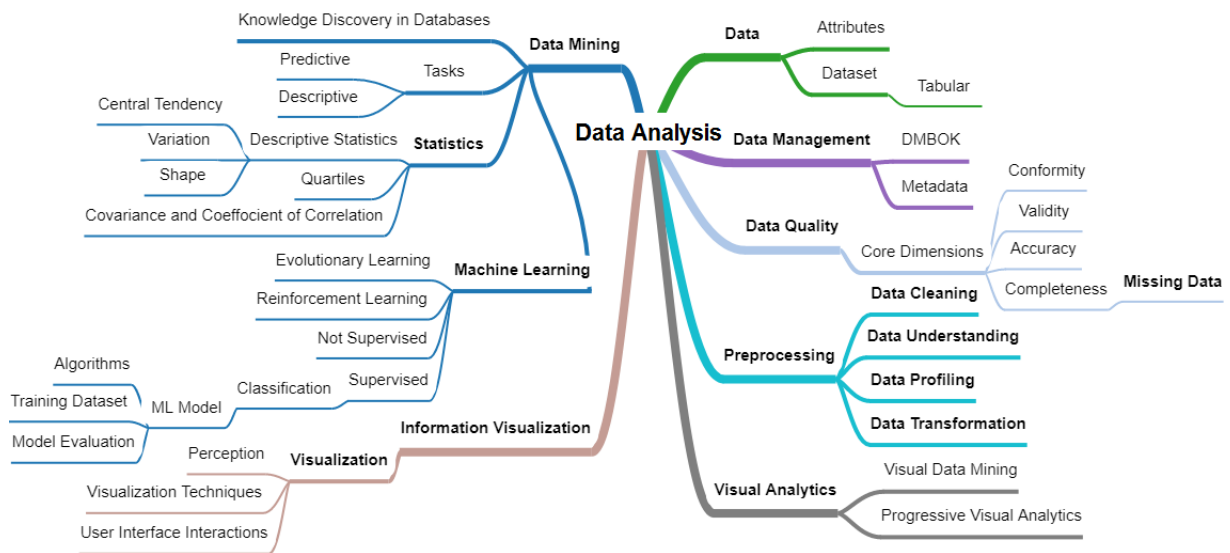 Data Analysis
Data Mining
Knowledge Discovery in Databases
Tasks
Predictive
Descriptive
Statistics
Descriptive Statistics
Central Tendency
Variation
Shape
Quartiles
Covariance and Coeffocient of Correlation
Machine Learning
Evolutionary Learning
Reinforcement Learning
Not Supervised
Supervised
Classification
ML Model
Algorithms
Training Dataset
Model Evaluation
Information Visualization
Visualization
Perception
Visualization Techniques
User Interface Interactions
Data
Attributes
Dataset
Tabular
Data Management
DMBOK
Metadata
Data Quality
Core Dimensions
Conformity
Validity
Accuracy
Completeness
Missing Data
Preprocessing
Data Cleaning
Data Understanding
Data Profiling
Data Transformation
Visual Analytics
Visual Data Mining
Progressive Visual Analytics